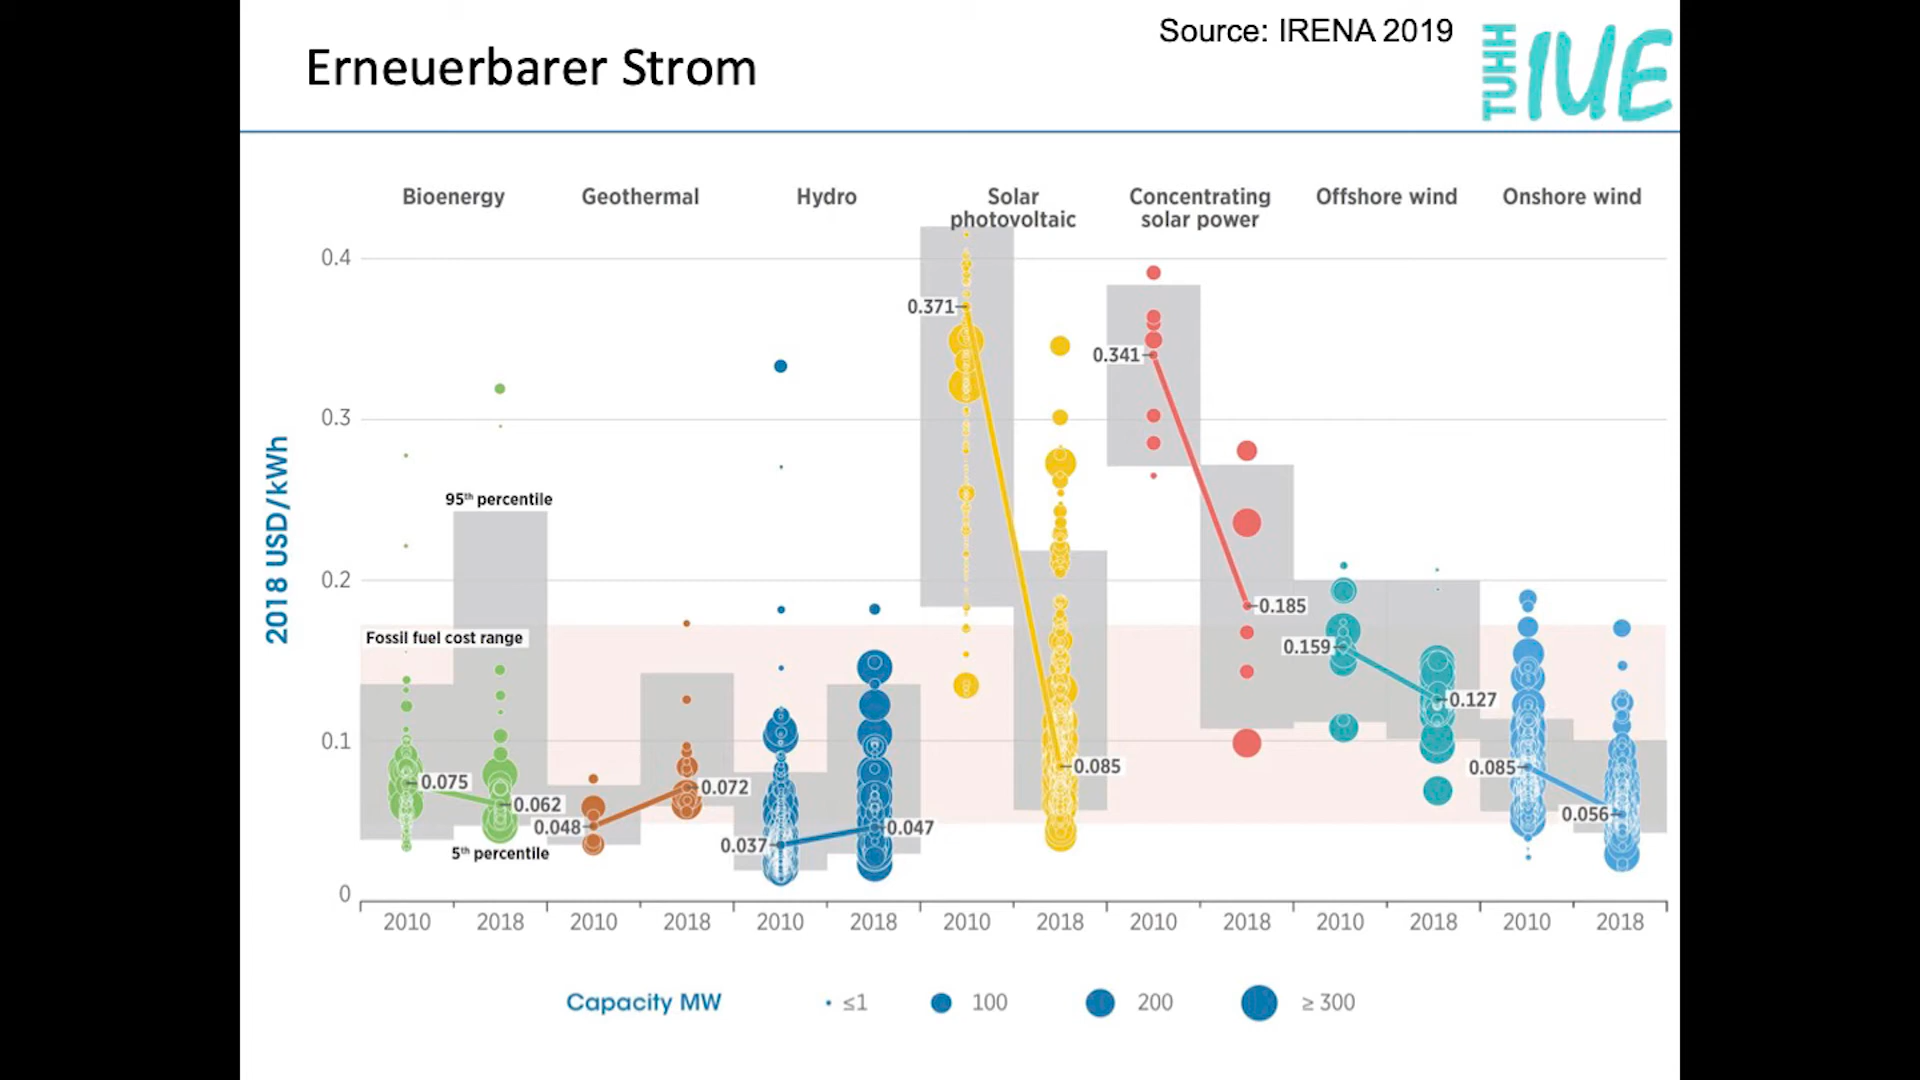 Source: IRENA 2019
TUHH
IUE
Erneuerbarer Strom
Bioenergy
Geothermal
Hydro
Solar
photovoltaic
Concentrating
solar power
Offshore wind
Onshore wind
2018 USD/kWh
0.4
0.3
0.2
0.1
0
95th percentile
Fossil fuel cost range
5th percentile
0.075
0.062
0.048
0.072
0.037
0.047
0.371
0.085
0.341
0.185
0.159
0.127
0.085
0.056
2010 2018 2010 2018 2010 2018 2010 2018 2010 2018 2010 2018 2010 2018
Capacity MW ≤1 100 200 ≥ 300